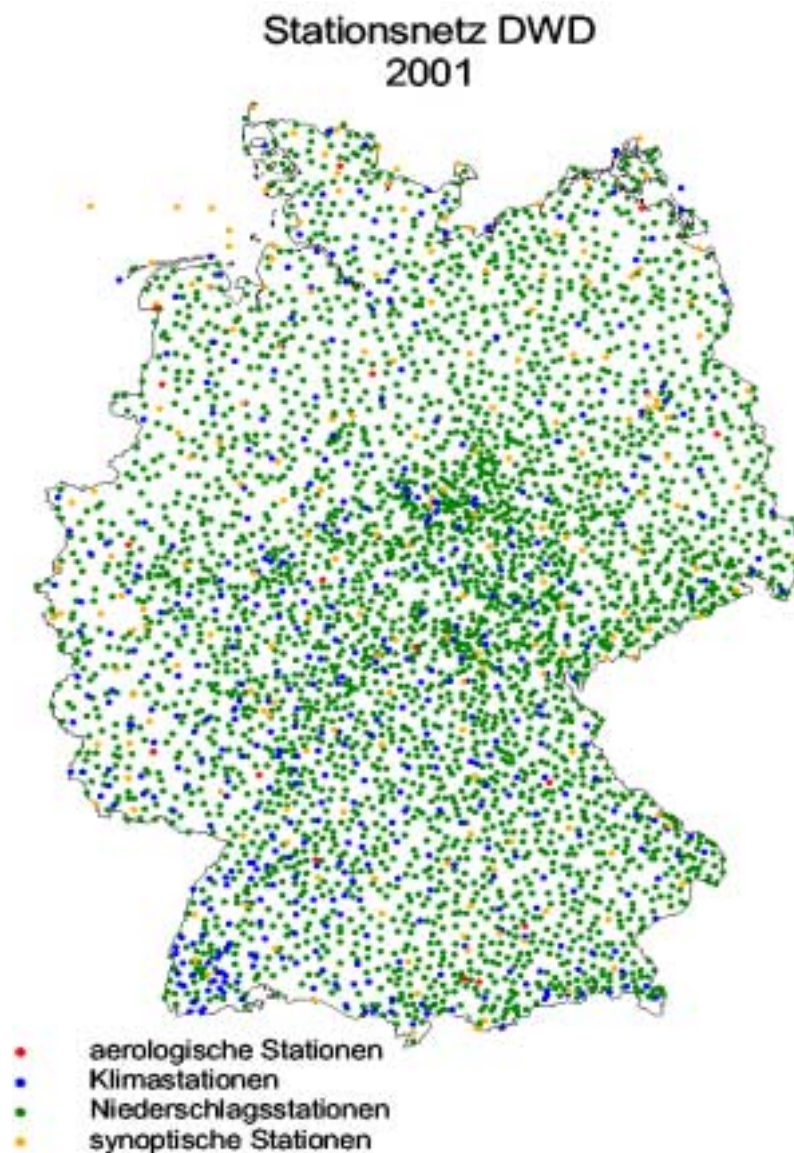 Stationsnetz DWD
2001
aerologische Stationen
Klimastationen
Niederschlagsstationen
synoptische Stationen